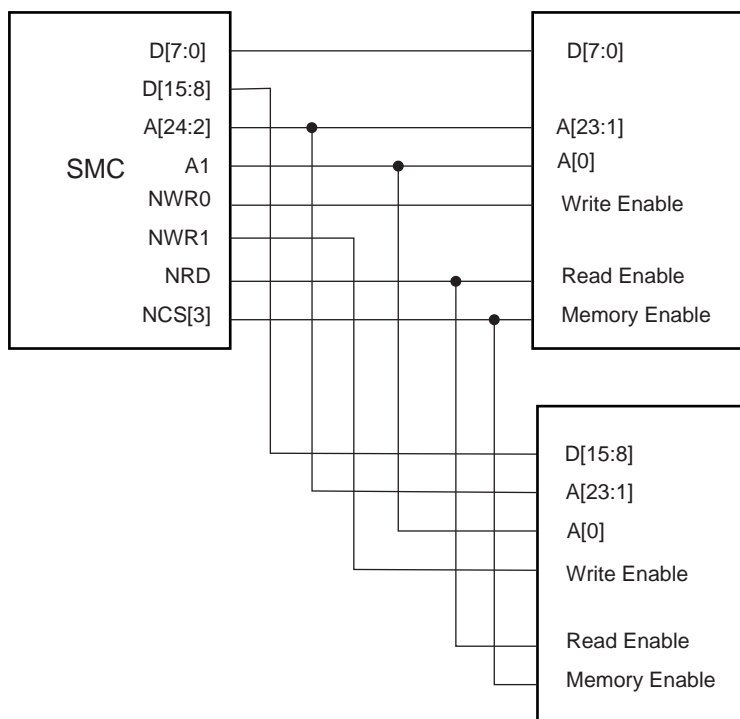 D[7:0]
D[15:8]
A[24:2]
SMC
A1
NWR0
NWR1
NRD
NCS[3]
D[7:0]
A[23:1]
A[0]
Write Enable
Read Enable
Memory Enable
D[15:8]
A[23:1]
A[0]
Write Enable
Read Enable
Memory Enable